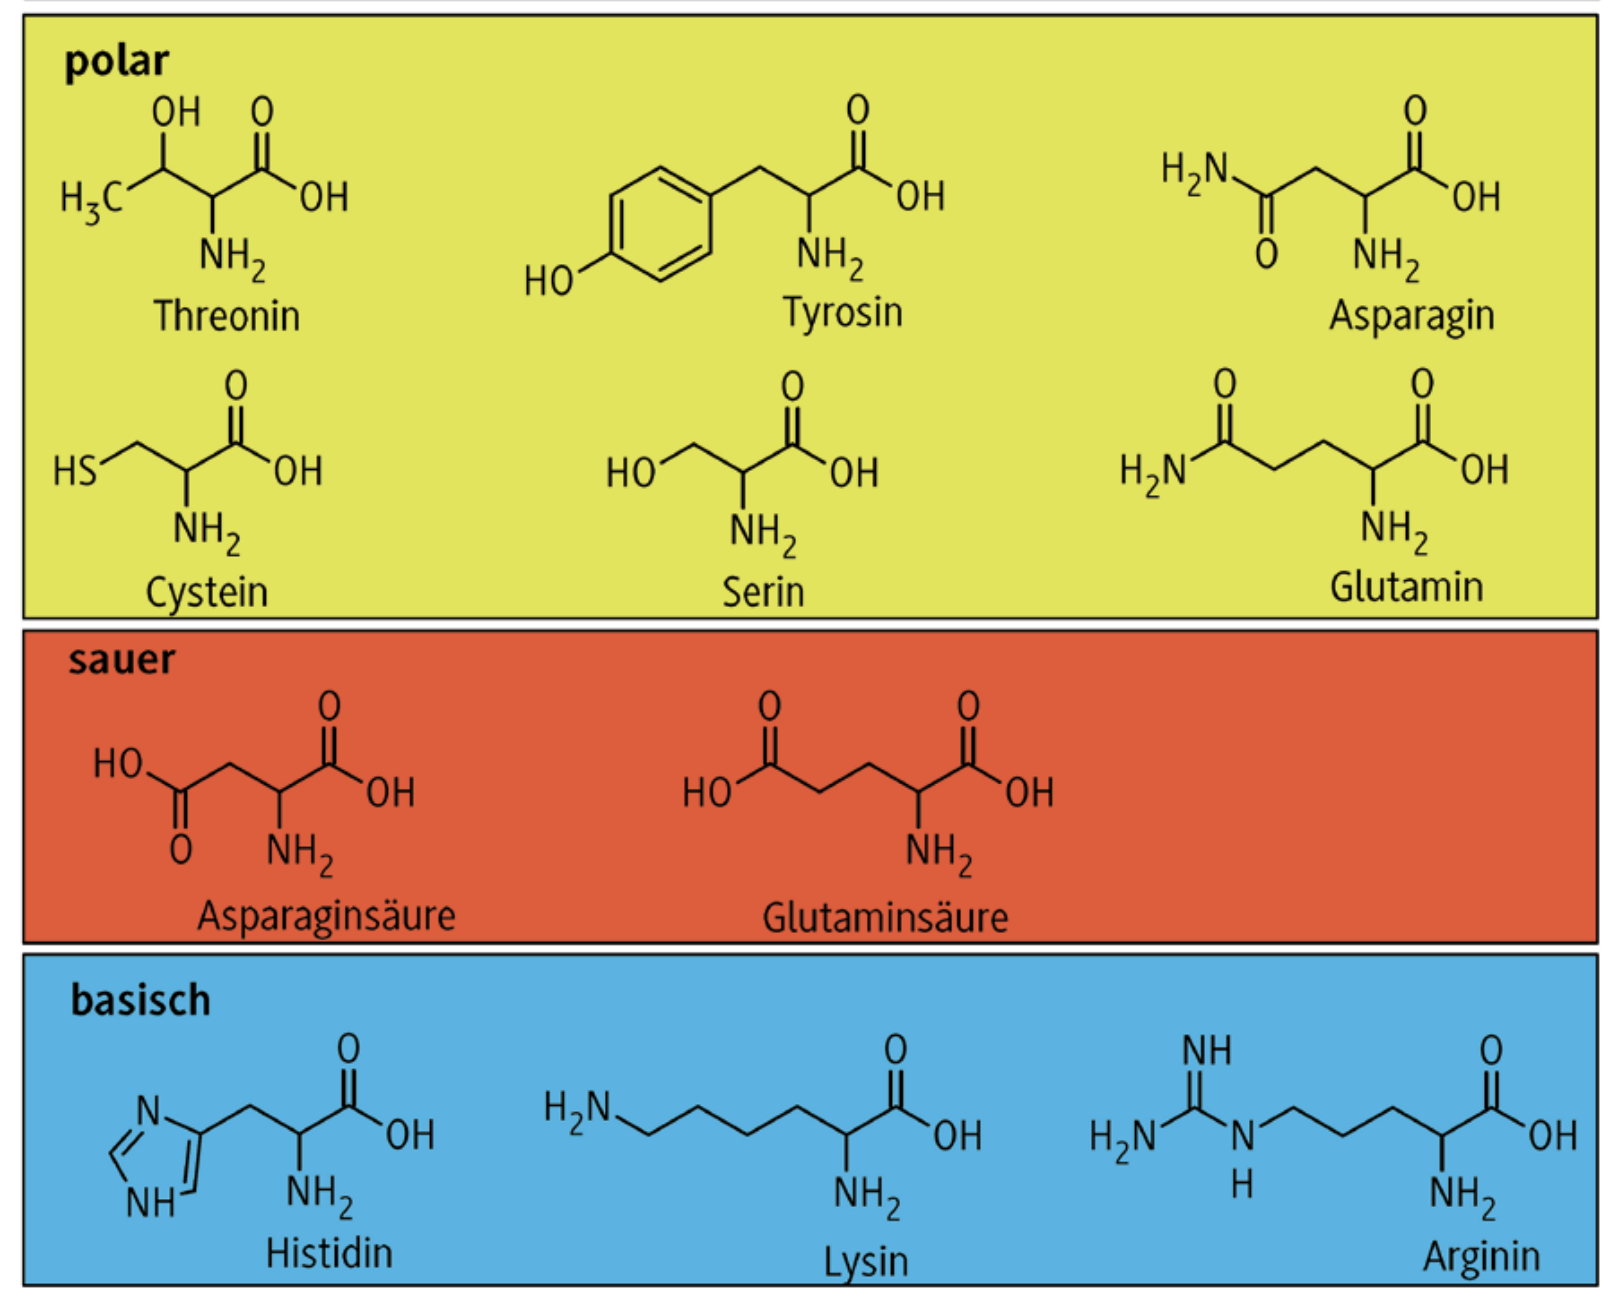 polar
OH O
H3C OH
NH2
Threonin
O
OH
HO NH2
Tyrosin
O
H2N OH
O NH2
Asparagin
O
HS OH
NH2
Cystein
O
HO OH
NH2
Serin
O O
H2N OH
NH2
Glutamin
sauer
O
HO OH
O NH2
Asparaginsäure
O O
HO OH
NH2
Glutaminsäure
basisch
O
N OH
NH NH2
Histidin
O
H2N OH
NH2
Lysin
NH O
H2N N OH
H NH2
Arginin